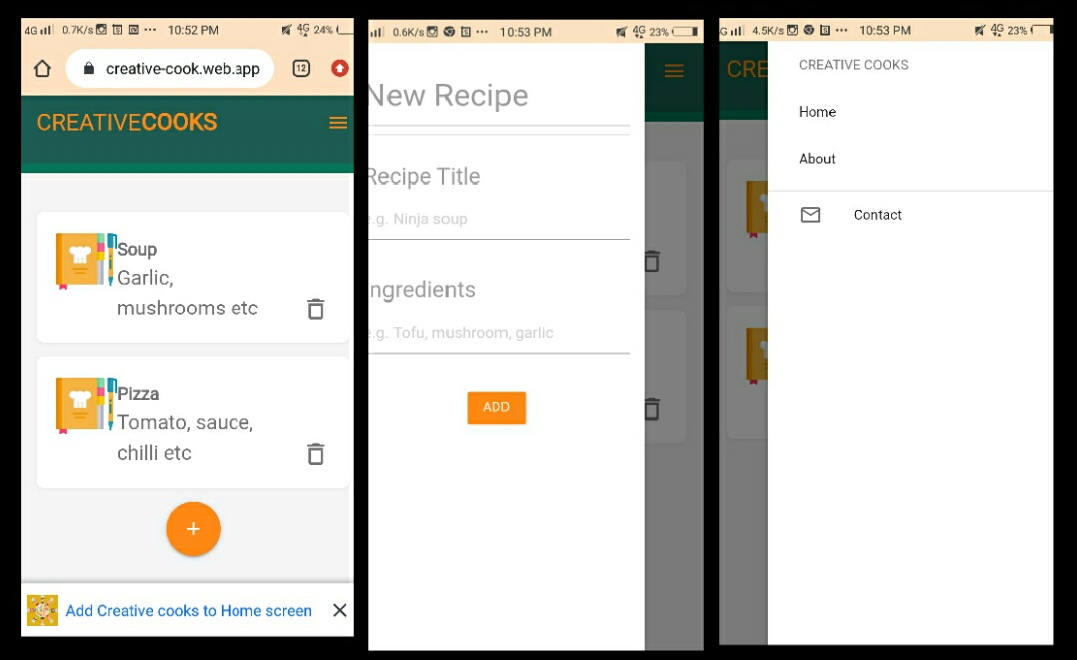 4G 0.7K/s 10:52 PM 4G 24%
creative-cook.web.app 12
CREATIVECOOKS
Soup
Garlic,
mushrooms etc
Pizza
Tomato, sauce,
chilli etc
+
Add Creative cooks to Home screen
0.6K/s 10:53 PM 4G 23%
New Recipe
Recipe Title
e.g. Ninja soup
ngredients
e.g. Tofu, mushroom, garlic
ADD
G 4.5K/s 10:53 PM 4G 23%
CRE
CREATIVE COOKS
Home
About
Contact